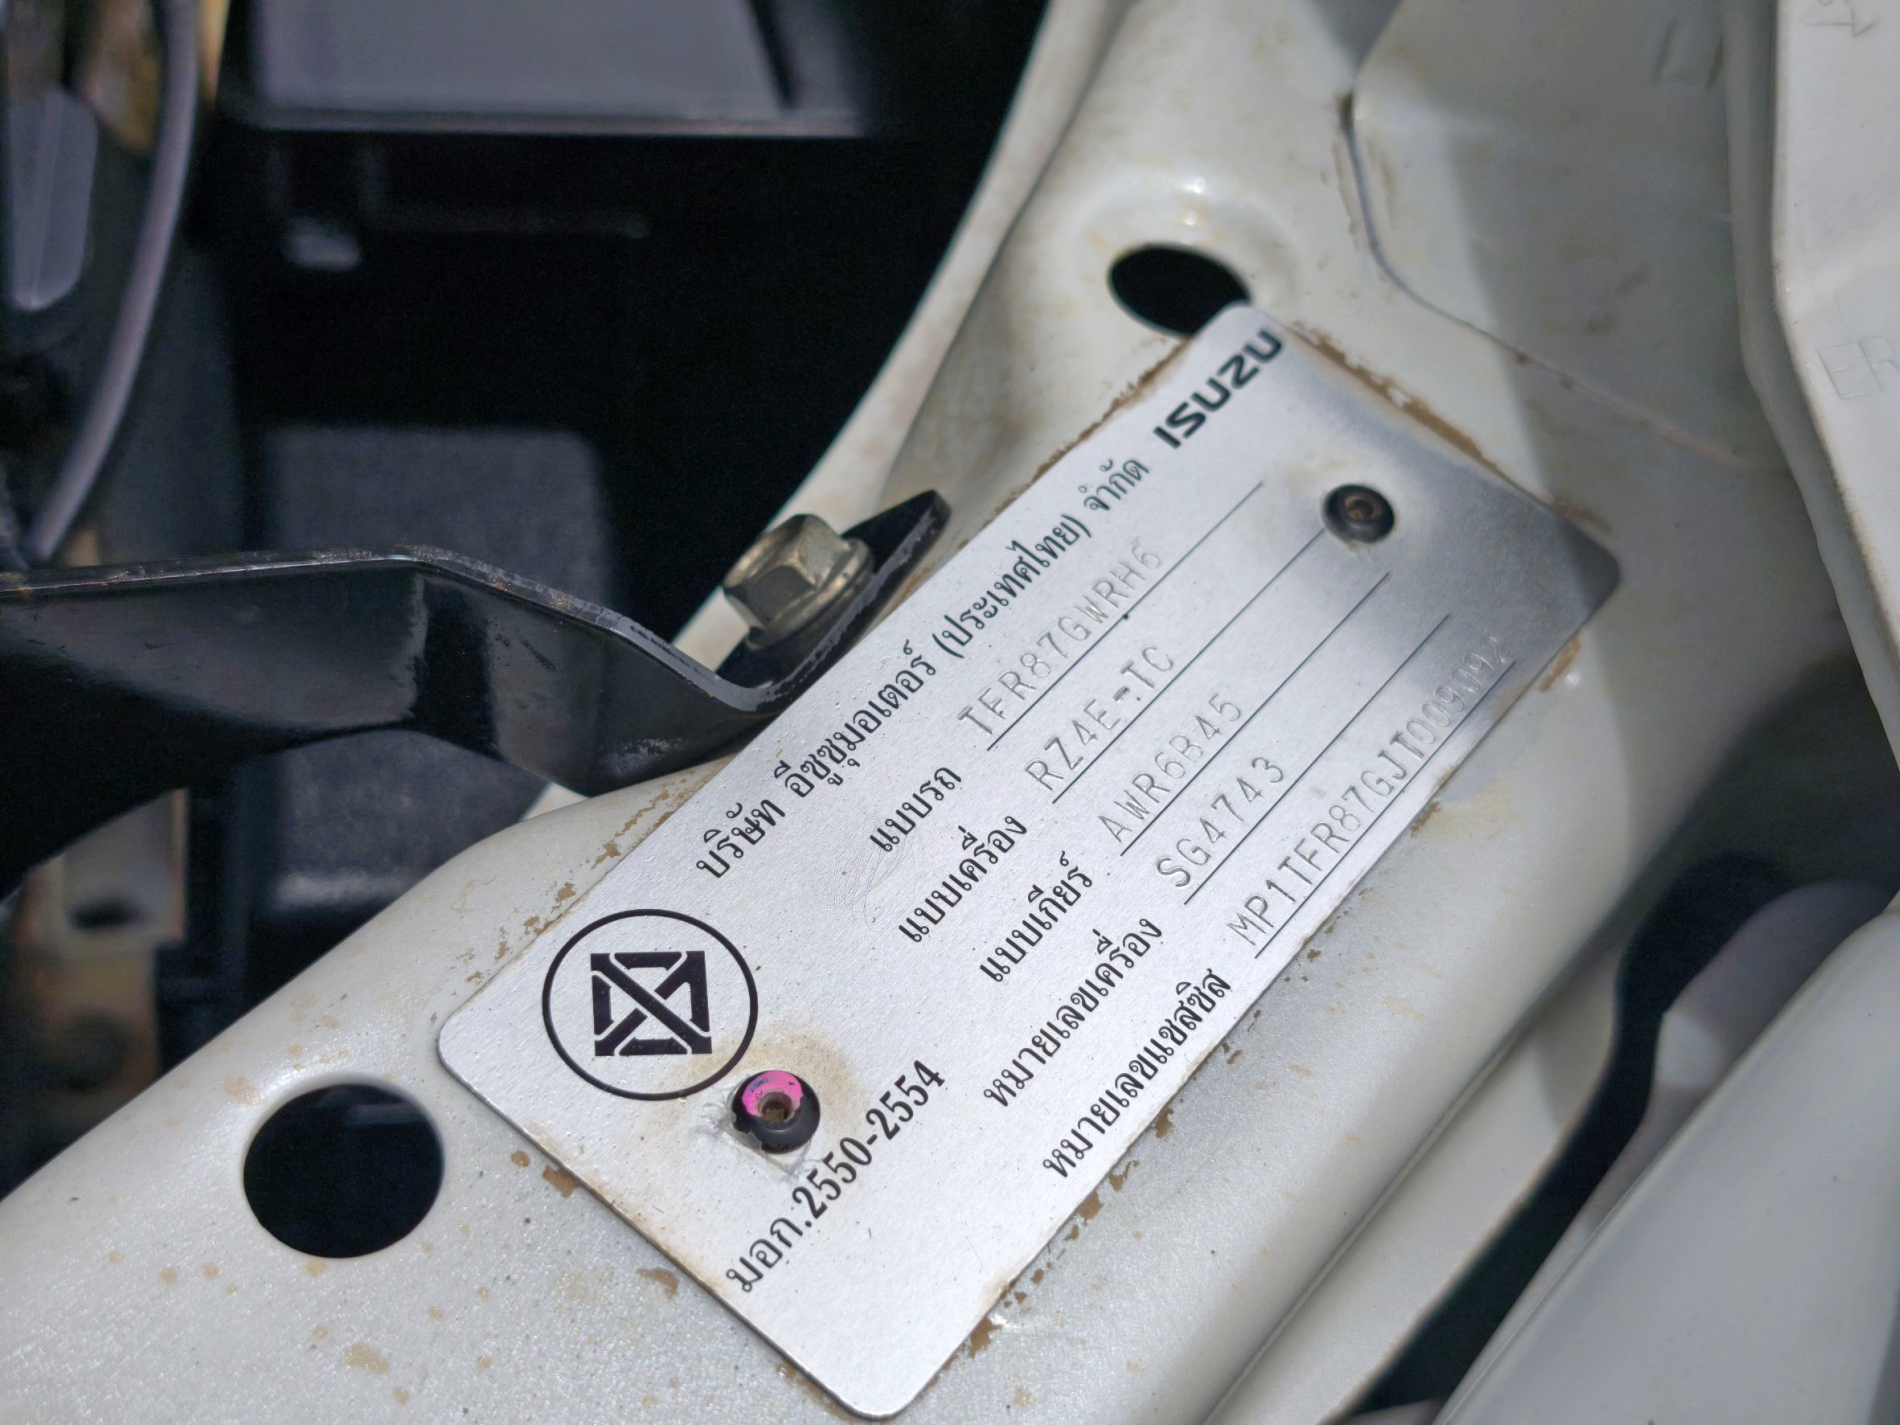 บริษัท อีซูซุมอเตอร์ (ประเทศไทย) จำกัด ISUZU
แบบรถ TFR87GWRH6
แบบเครื่อง RZ4E-TC
แบบเกียร์ AWR6B45
หมายเลขเครื่อง SG4743
หมายเลขแชสซิส MP1TFR87GJT009092
มอก.2550-2554